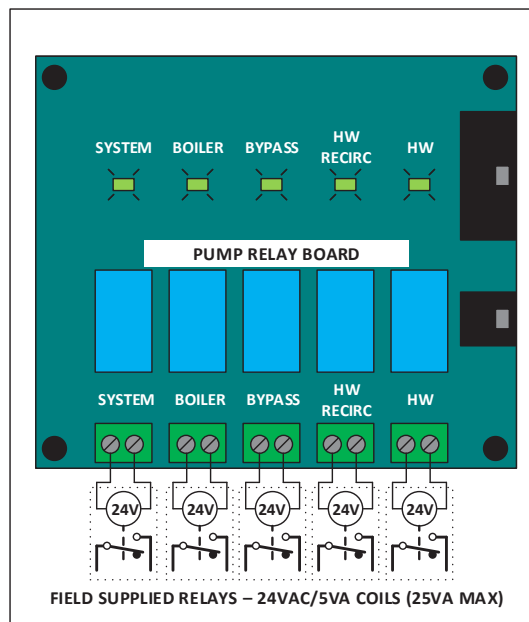 SYSTEM BOILER BYPASS HW RECIRC HW
PUMP RELAY BOARD
SYSTEM BOILER BYPASS HW RECIRC HW
24V 24V 24V 24V 24V
FIELD SUPPLIED RELAYS – 24VAC/5VA COILS (25VA MAX)